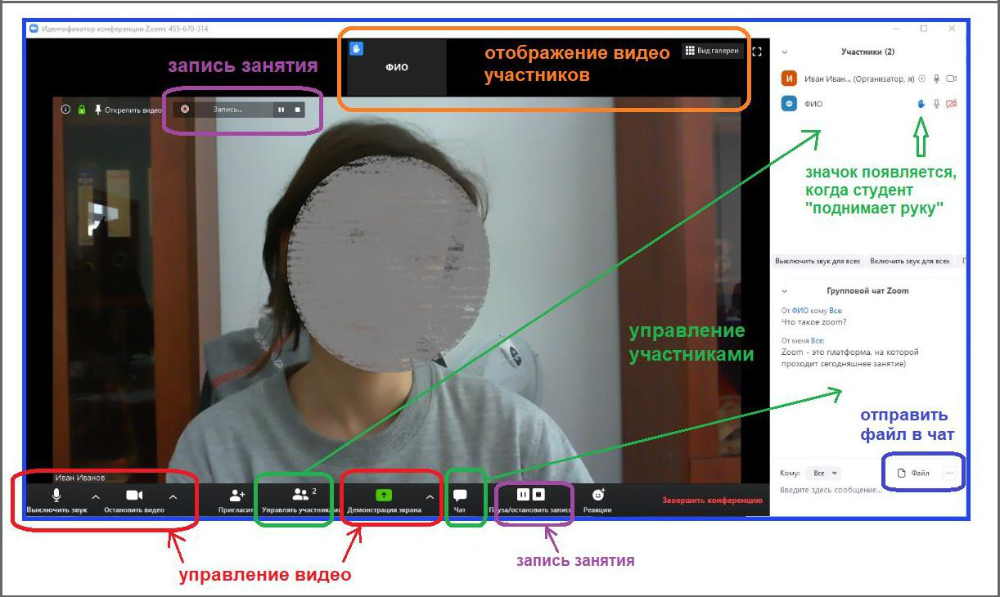 Идентификатор конференции Zoom: 455-670-314
запись занятия
ФИО
отображение видео
участников
Вид галереи
Открепить видео
Запись...
Участники (2)
И
Иван Иван... (Организатор, я)
Ф
ФИО
значок появляется,
когда студент
"поднимает руку"
Выключить звук для всех
Включить звук для всех
Групповой чат Zoom
От ФИО кому Все:
Что такое zoom?
От меня Все:
Zoom - это платформа, на которой
проходит сегодняшнее занятие)
управление
участниками
отправить
файл в чат
Кому:
Все
Файл
...
Введите здесь сообщение...
Иван Иванов
Выключить звук
Остановить видео
Пригласит
2
Управлять участниками
Демонстрация экрана
Чат
Пауза/остановить запись
Реакции
Завершить конференцию
управление видео
запись занятия